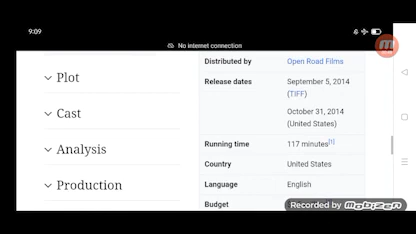 9:09
No internet connection
Plot
Cast
Analysis
Production
Distributed by Open Road Films
Release dates September 5, 2014
(TIFF)
October 31, 2014
(United States)
Running time 117 minutes[1]
Country United States
Language English
Budget
Recorded by MOBIZEN